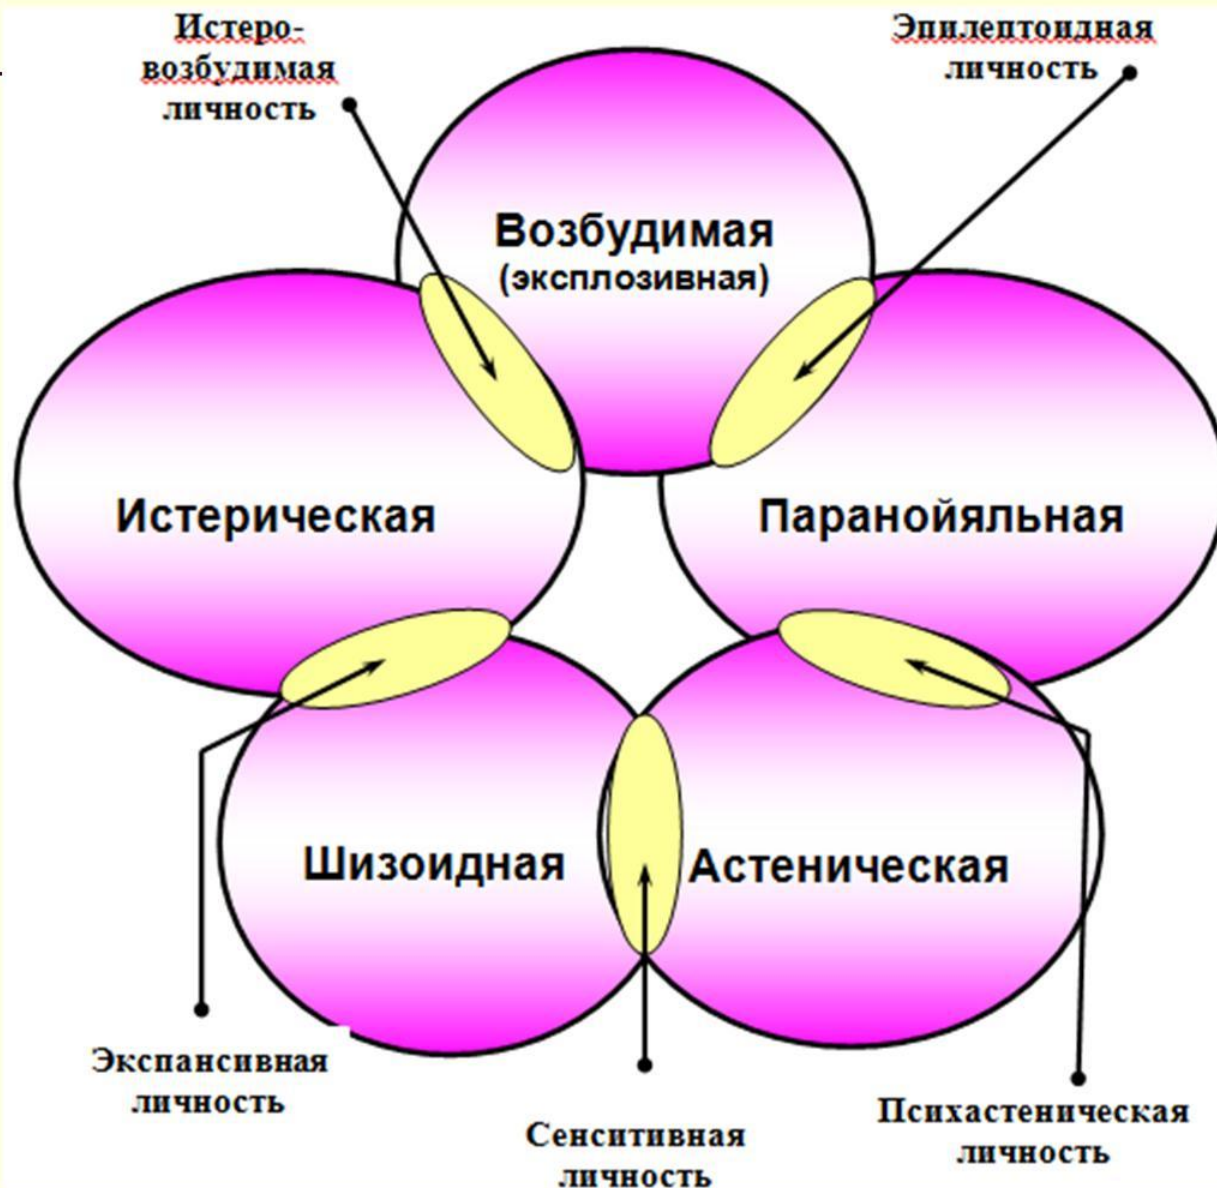 Истеро-
возбудимая
личность
Эпилептоидная
личность
Возбудимая
(эксплозивная)
Истерическая
Паранойяльная
Шизоидная
Астеническая
Экспансивная
личность
Сенситивная
личность
Психастеническая
личность